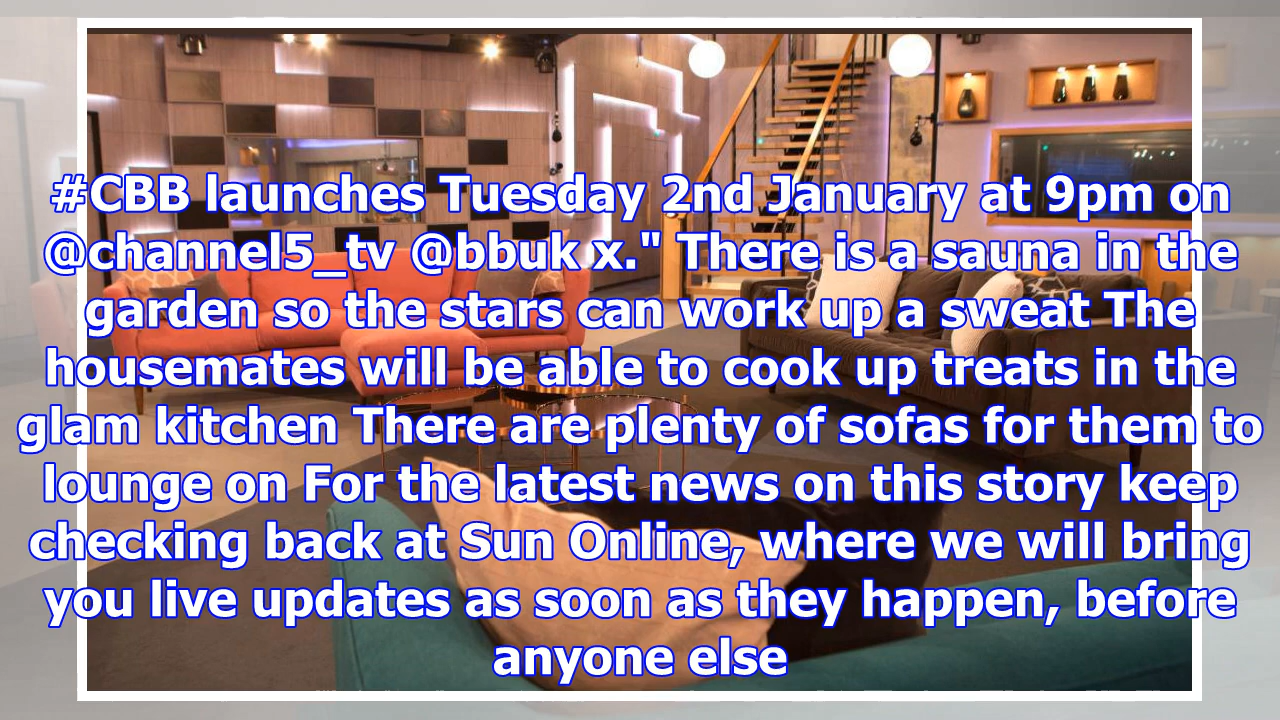 #CBB launches Tuesday 2nd January at 9pm on
@channel5_tv @bbuk x." There is a sauna in the
garden so the stars can work up a sweat The
housemates will be able to cook up treats in the
glam kitchen There are plenty of sofas for them to
lounge on For the latest news on this story keep
checking back at Sun Online, where we will bring
you live updates as soon as they happen, before
anyone else